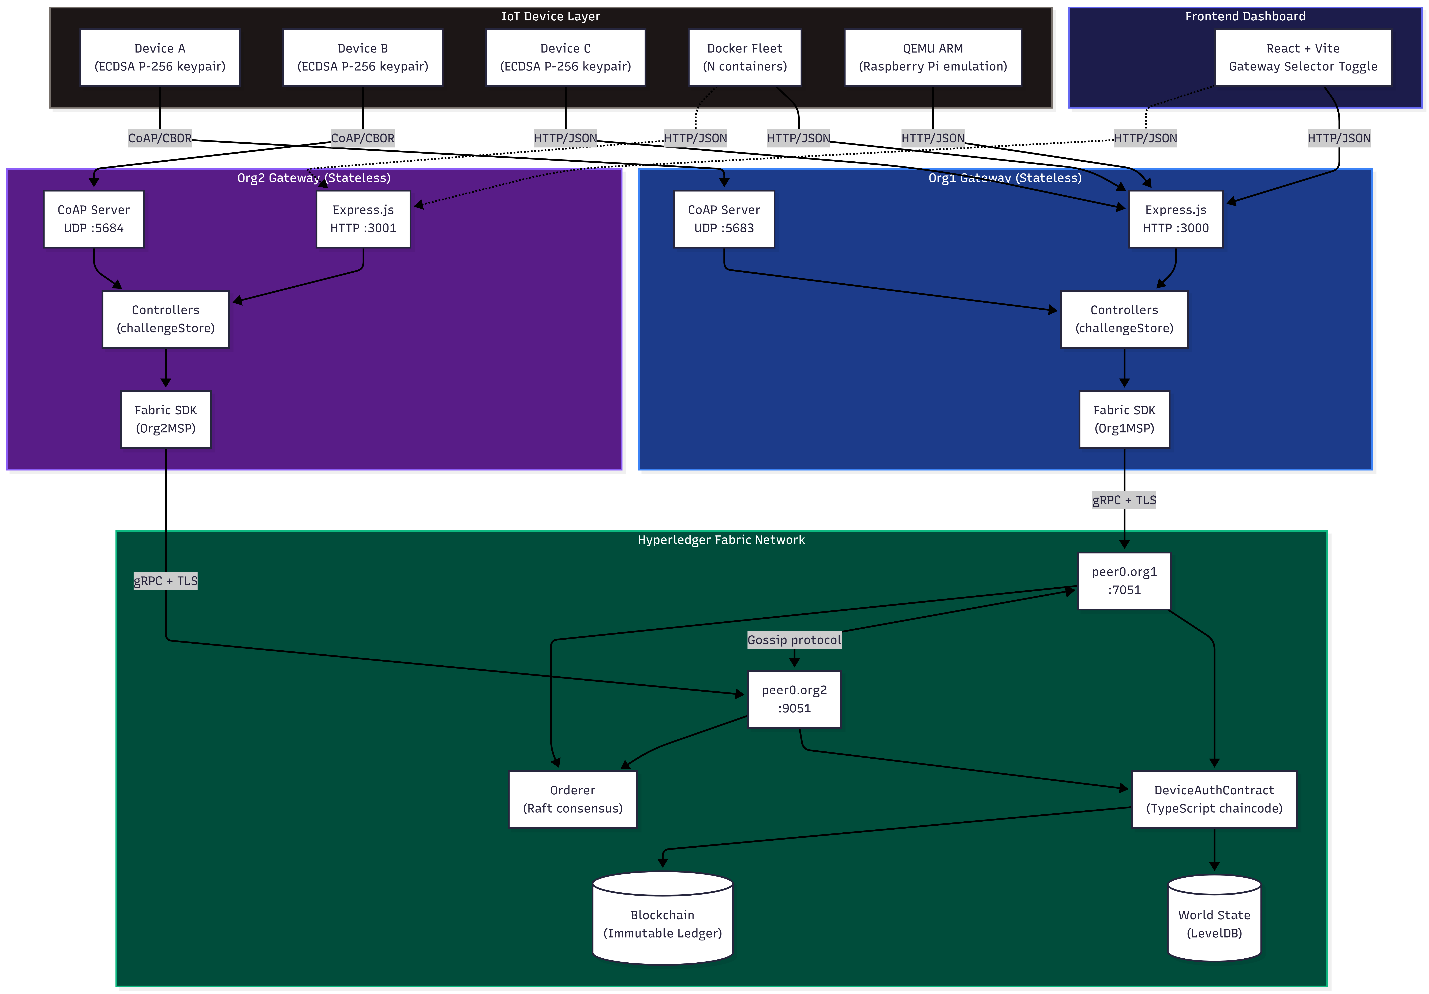 IoT Device Layer
Frontend Dashboard
Device A
(ECDSA P-256 keypair)
Device B
(ECDSA P-256 keypair)
Device C
(ECDSA P-256 keypair)
Docker Fleet
(N containers)
QEMU ARM
(Raspberry Pi emulation)
React + Vite
Gateway Selector Toggle
CoAP/CBOR
CoAP/CBOR
HTTP/JSON
HTTP/JSON
HTTP/JSON
HTTP/JSON
HTTP/JSON
HTTP/JSON
Org2 Gateway (Stateless)
CoAP Server
UDP :5684
Express.js
HTTP :3001
Controllers
(challengeStore)
Fabric SDK
(Org2MSP)
Org1 Gateway (Stateless)
CoAP Server
UDP :5683
Express.js
HTTP :3000
Controllers
(challengeStore)
Fabric SDK
(Org1MSP)
gRPC + TLS
gRPC + TLS
Hyperledger Fabric Network
peer0.org1
:7051
Gossip protocol
peer0.org2
:9051
Orderer
(Raft consensus)
DeviceAuthContract
(TypeScript chaincode)
Blockchain
(Immutable Ledger)
World State
(LevelDB)